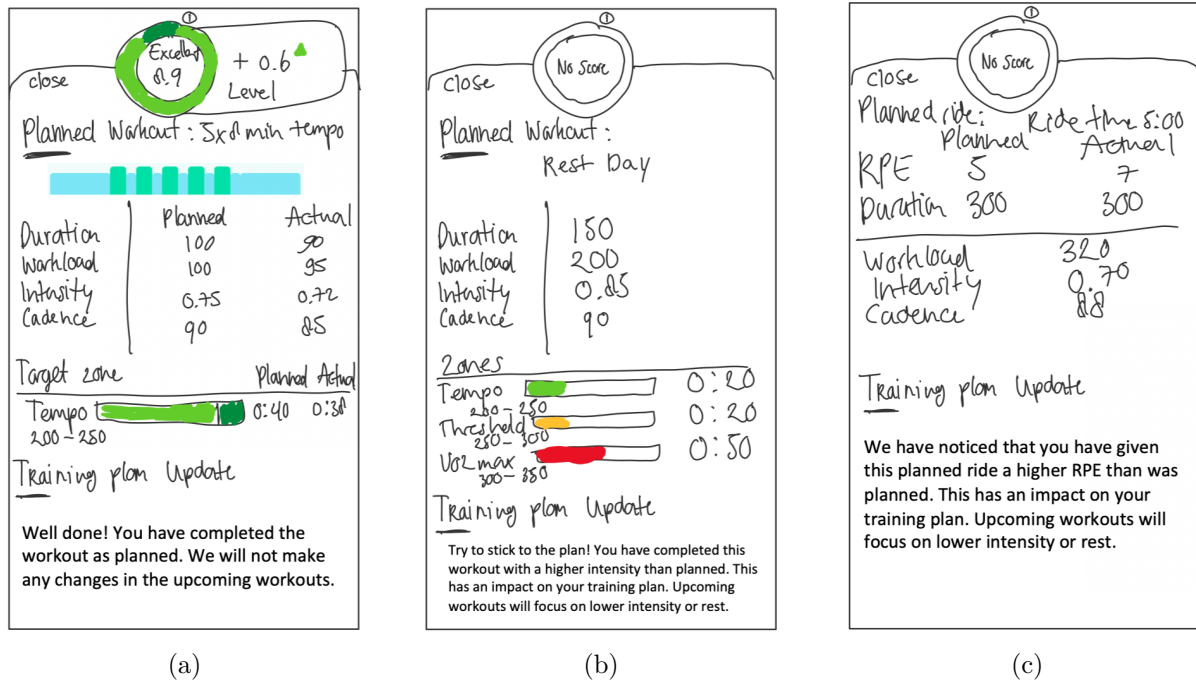 ①
Excellent
8.9
+ 0.6
Level
close
Planned Workout : 5x8 min tempo
Planned Actual
Duration 100 90
Workload 100 95
Intensity 0.75 0.72
Cadence 90 85
Target zone Planned Actual
Tempo 0:40 0:38
200 - 250
Training plan Update
Well done! You have completed the
workout as planned. We will not make
any changes in the upcoming workouts.
(a)
①
No Score
close
Planned Workout :
Rest Day
Duration 150
Workload 200
Intensity 0.85
Cadence 90
Zones
Tempo 0:20
200 - 250
Threshold 0:20
250 - 300
VO2 max 0:50
300 - 350
Training plan Update
Try to stick to the plan! You have completed this
workout with a higher intensity than planned. This
has an impact on your training plan. Upcoming
workouts will focus on lower intensity or rest.
(b)
①
No Score
close
Planned ride: Ride time 5:00
Planned Actual
RPE 5 7
Duration 300 300
Workload 320
Intensity 0.70
Cadence 88
Training plan Update
We have noticed that you have given
this planned ride a higher RPE than was
planned. This has an impact on your
training plan. Upcoming workouts will
focus on lower intensity or rest.
(c)